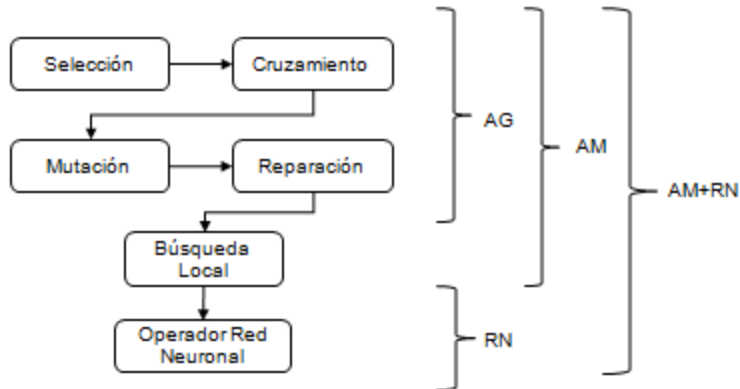 Selección
Cruzamiento
AG
Mutación
Reparación
AM
AM+RN
Búsqueda
Local
Operador Red
Neuronal
RN